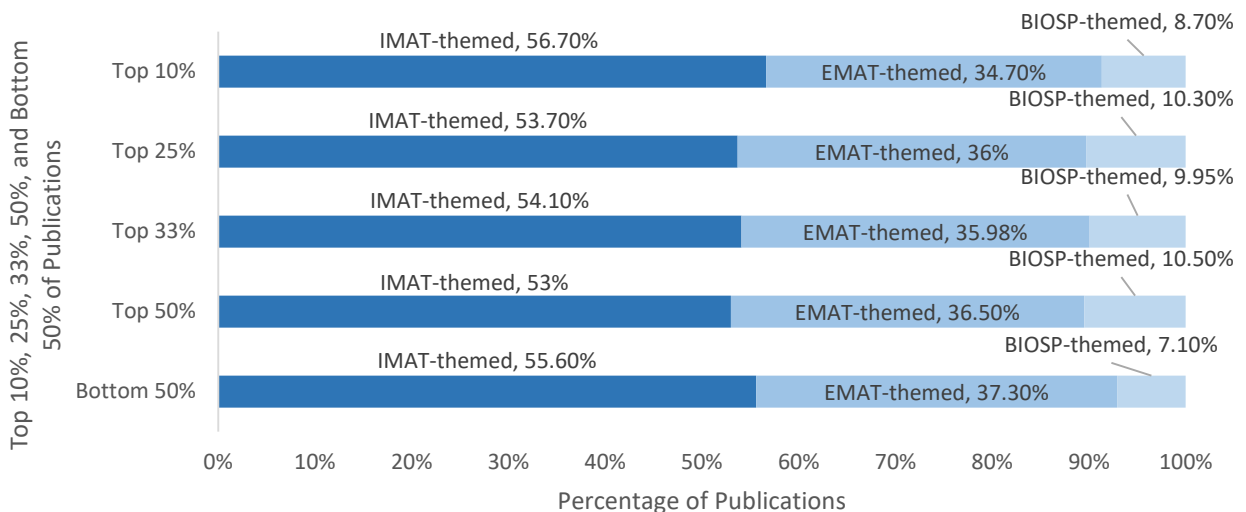 Top 10%, 25%, 33%, 50%, and Bottom
50% of Publications
BIOSP-themed, 8.70%
IMAT-themed, 56.70%
Top 10%
EMAT-themed, 34.70%
BIOSP-themed, 10.30%
IMAT-themed, 53.70%
Top 25%
EMAT-themed, 36%
BIOSP-themed, 9.95%
IMAT-themed, 54.10%
Top 33%
EMAT-themed, 35.98%
BIOSP-themed, 10.50%
IMAT-themed, 53%
Top 50%
EMAT-themed, 36.50%
BIOSP-themed, 7.10%
IMAT-themed, 55.60%
Bottom 50%
EMAT-themed, 37.30%
0% 10% 20% 30% 40% 50% 60% 70% 80% 90% 100%
Percentage of Publications